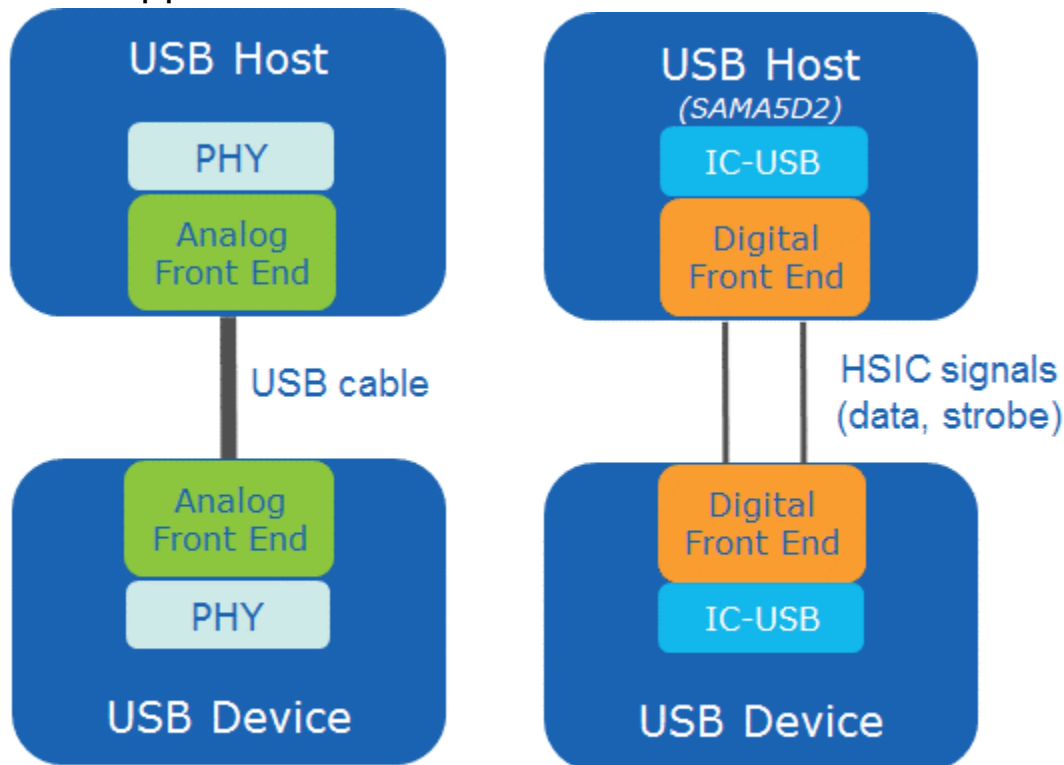 USB Host
PHY
Analog
Front End
USB cable
Analog
Front End
PHY
USB Device
USB Host
(SAMA5D2)
IC-USB
Digital
Front End
HSIC signals
(data, strobe)
Digital
Front End
IC-USB
USB Device